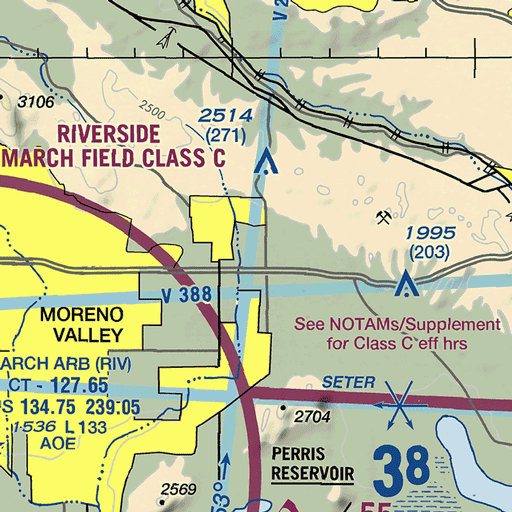 V 2
3106
2500
2514
(271)
RIVERSIDE
MARCH FIELD CLASS C
1995
(203)
V 388
MORENO
VALLEY
See NOTAMs/Supplement
for Class C eff hrs
ARCH ARB (RIV)
CT - 127.65
134.75 239.05
1536 L 133
AOE
SETER
2704
PERRIS
RESERVOIR
38
2569
53°
55